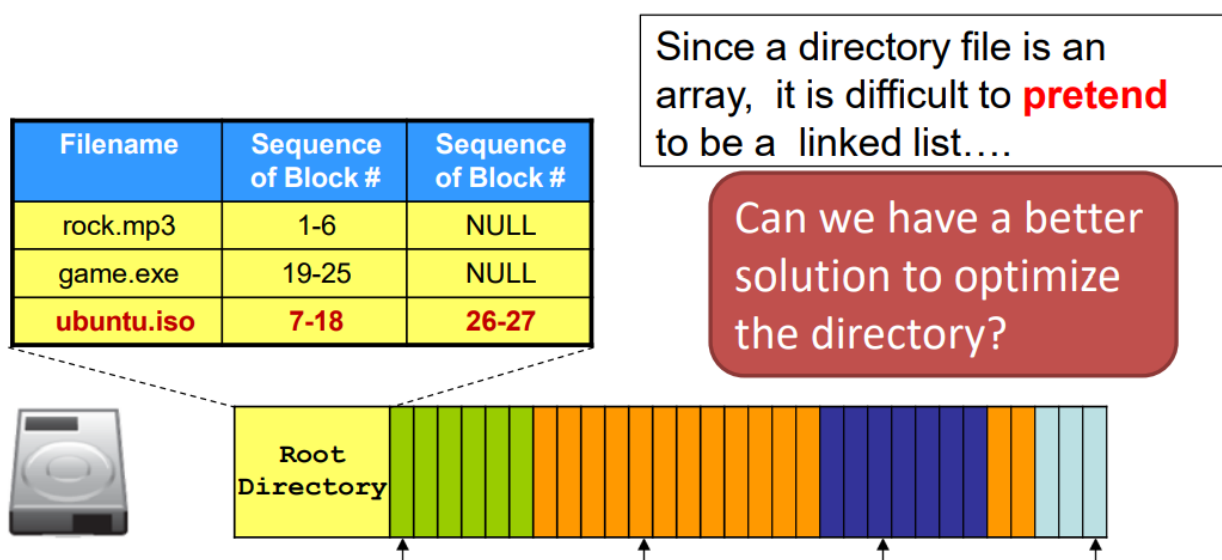 Since a directory file is an
array, it is difficult to pretend
to be a linked list….
Filename Sequence of Block # Sequence of Block #
rock.mp3 1-6 NULL
game.exe 19-25 NULL
ubuntu.iso 7-18 26-27
Can we have a better
solution to optimize
the directory?
Root
Directory